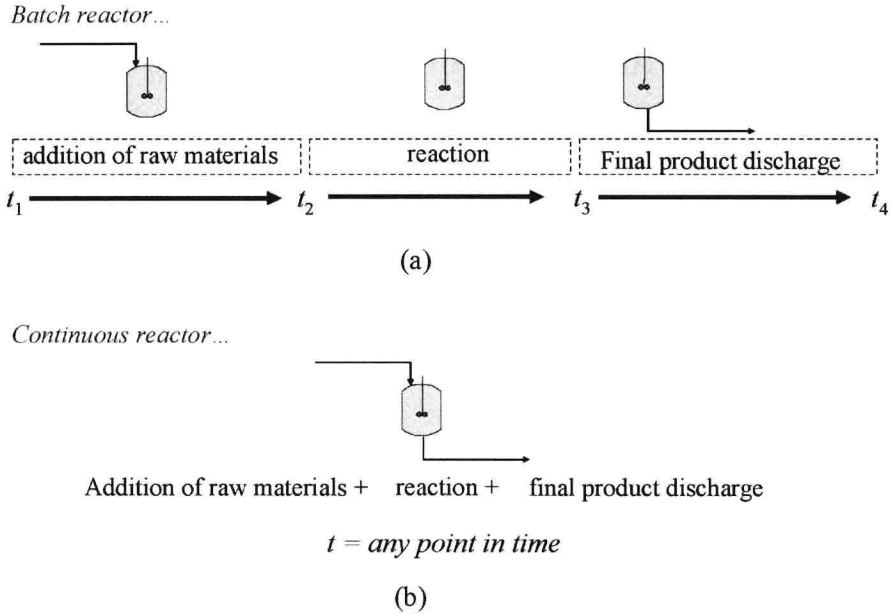 Batch reactor...
addition of raw materials
reaction
Final product discharge
t₁
t₂
t₃
t₄
(a)
Continuous reactor...
Addition of raw materials + reaction + final product discharge
t = any point in time
(b)